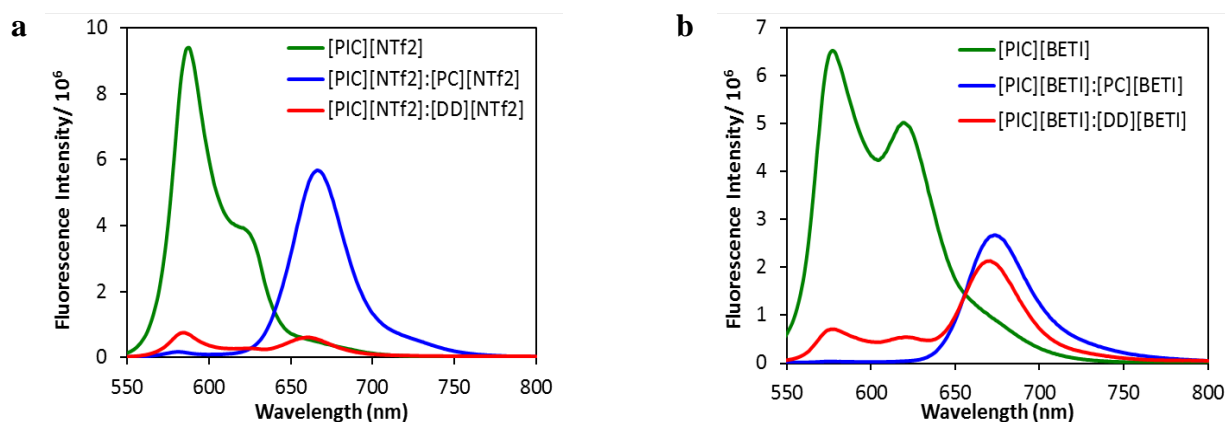 a
10
8
6
4
2
0
Fluorescence Intensity/ 10⁶
[PIC][NTf2]
[PIC][NTf2]:[PC][NTf2]
[PIC][NTf2]:[DD][NTf2]
550 600 650 700 750 800
Wavelength (nm)
b
7
6
5
4
3
2
1
0
Fluorescence Intensity/ 10⁶
[PIC][BETI]
[PIC][BETI]:[PC][BETI]
[PIC][BETI]:[DD][BETI]
550 600 650 700 750 800
Wavelength (nm)